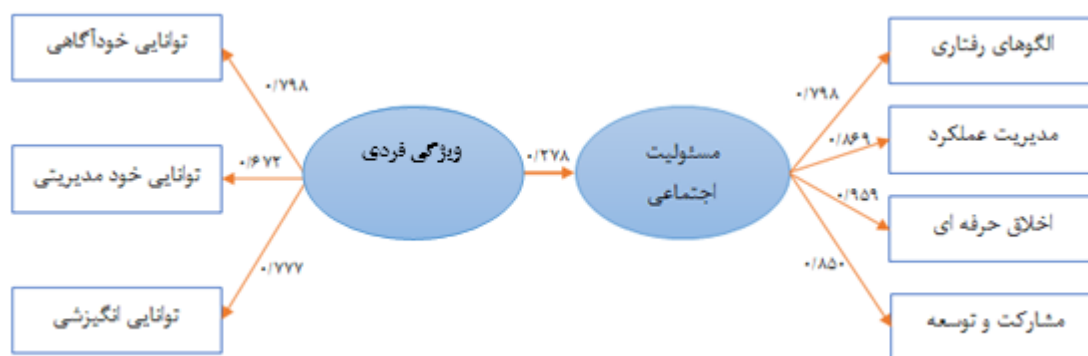 الگوهای رفتاری
مدیریت عملکرد
اخلاق حرفه ای
مشارکت و توسعه
۰/۷۹۸
۰/۸۶۹
۰/۹۵۹
۰/۸۵۰
مسئولیت
اجتماعی
۰/۲۷۸
ویژگی فردی
۰/۷۹۸
۰/۶۷۲
۰/۷۷۷
توانایی خودآگاهی
توانایی خود مدیریتی
توانایی انگیزشی